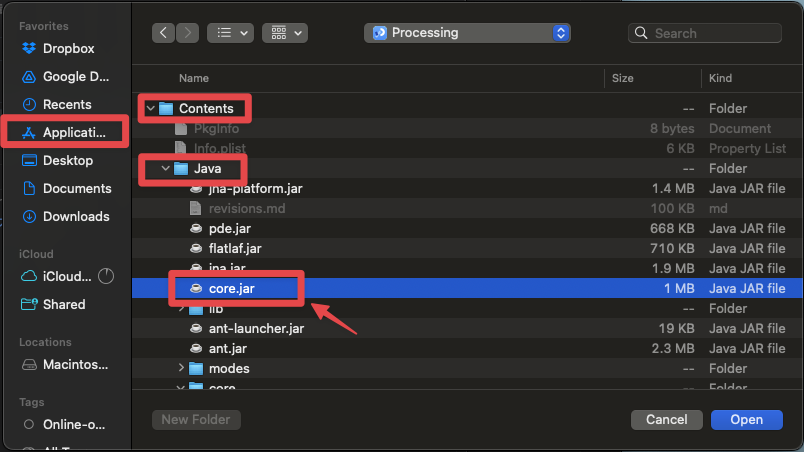 Favorites
Dropbox
Google D...
Recents
Applicati...
Desktop
Documents
Downloads
iCloud
iCloud...
Shared
Locations
Macintos...
Tags
Online-o...
Processing
Search
Name Size Kind
Contents -- Folder
PkgInfo 8 bytes Document
Info.plist 6 KB Property List
Java -- Folder
jna-platform.jar 1.4 MB Java JAR file
revisions.md 100 KB md
pde.jar 668 KB Java JAR file
flatlaf.jar 710 KB Java JAR file
jna.jar 1.9 MB Java JAR file
core.jar 1 MB Java JAR file
lib -- Folder
ant-launcher.jar 19 KB Java JAR file
ant.jar 2.3 MB Java JAR file
modes -- Folder
core -- Folder
New Folder Cancel Open